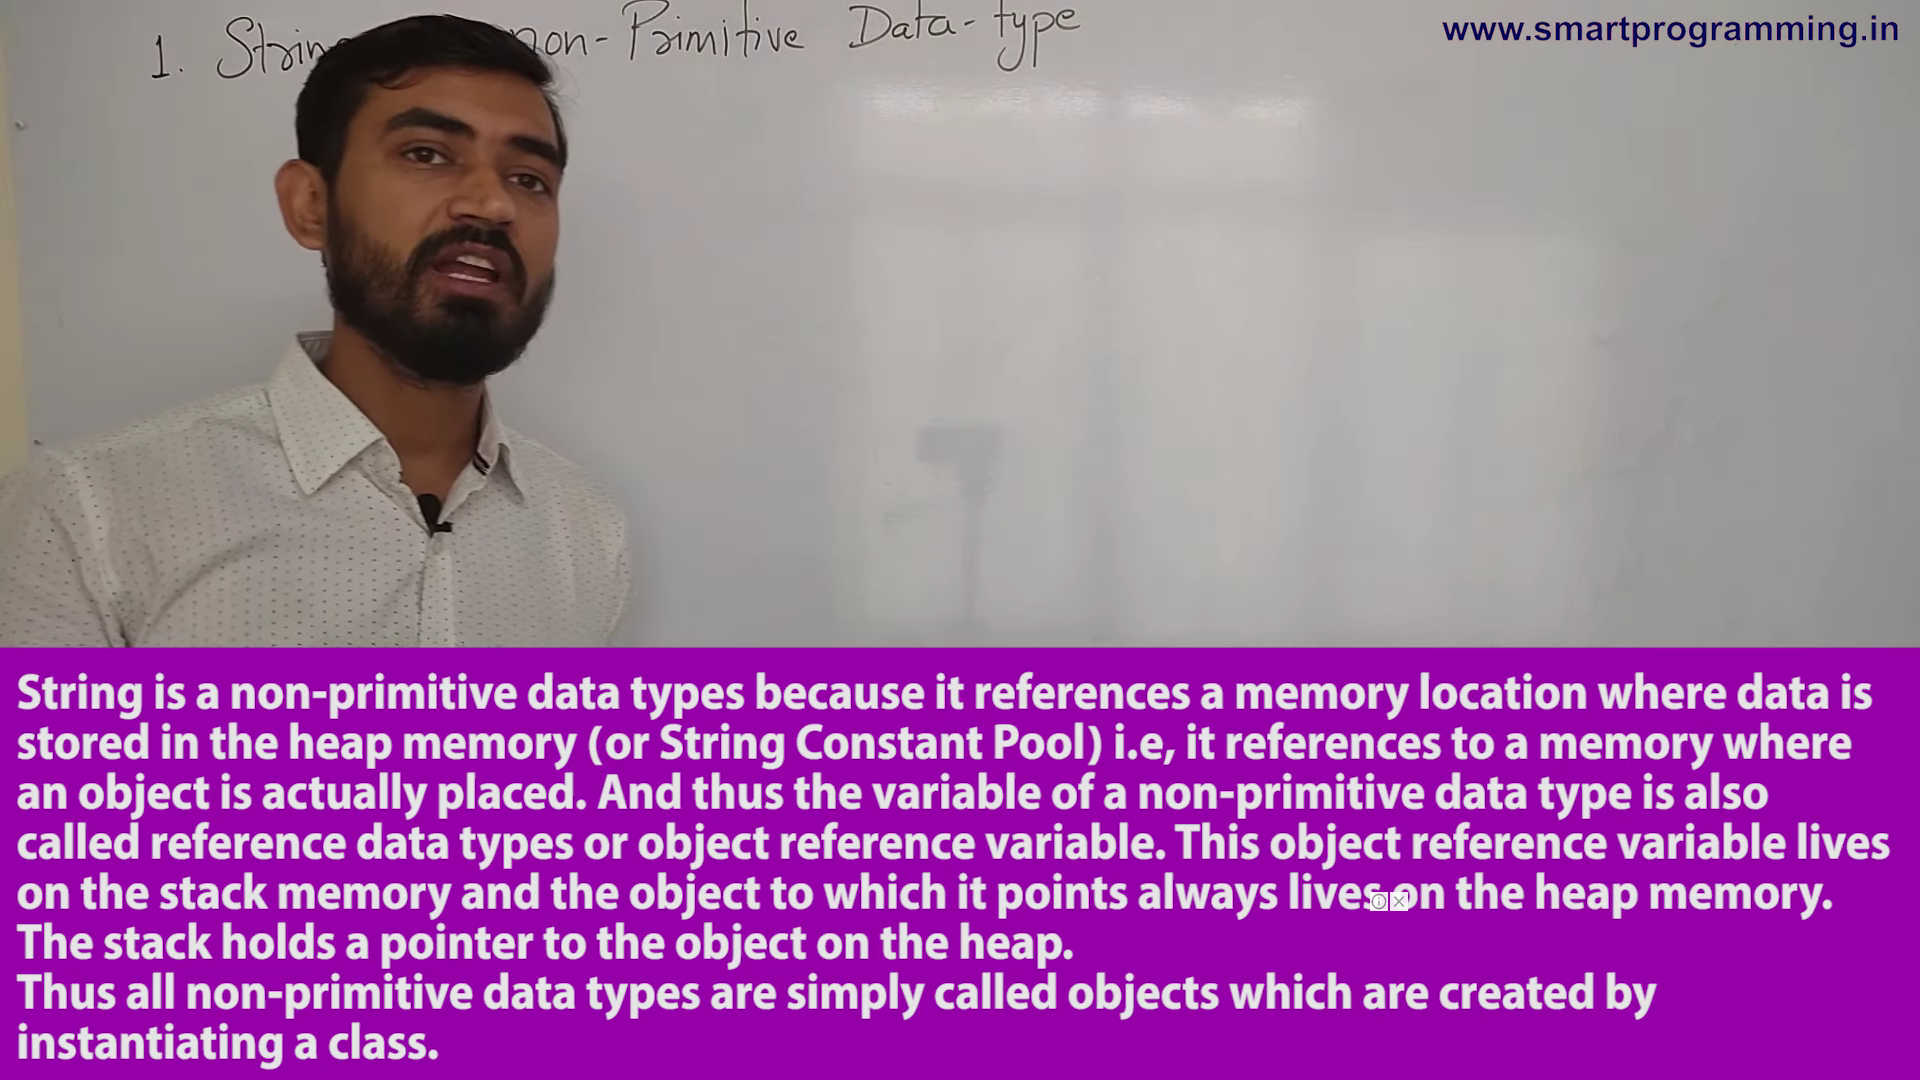 1. String non-Primitive Data-type
www.smartprogramming.in
String is a non-primitive data types because it references a memory location where data is
stored in the heap memory (or String Constant Pool) i.e, it references to a memory where
an object is actually placed. And thus the variable of a non-primitive data type is also
called reference data types or object reference variable. This object reference variable lives
on the stack memory and the object to which it points always lives on the heap memory.
The stack holds a pointer to the object on the heap.
Thus all non-primitive data types are simply called objects which are created by
instantiating a class.